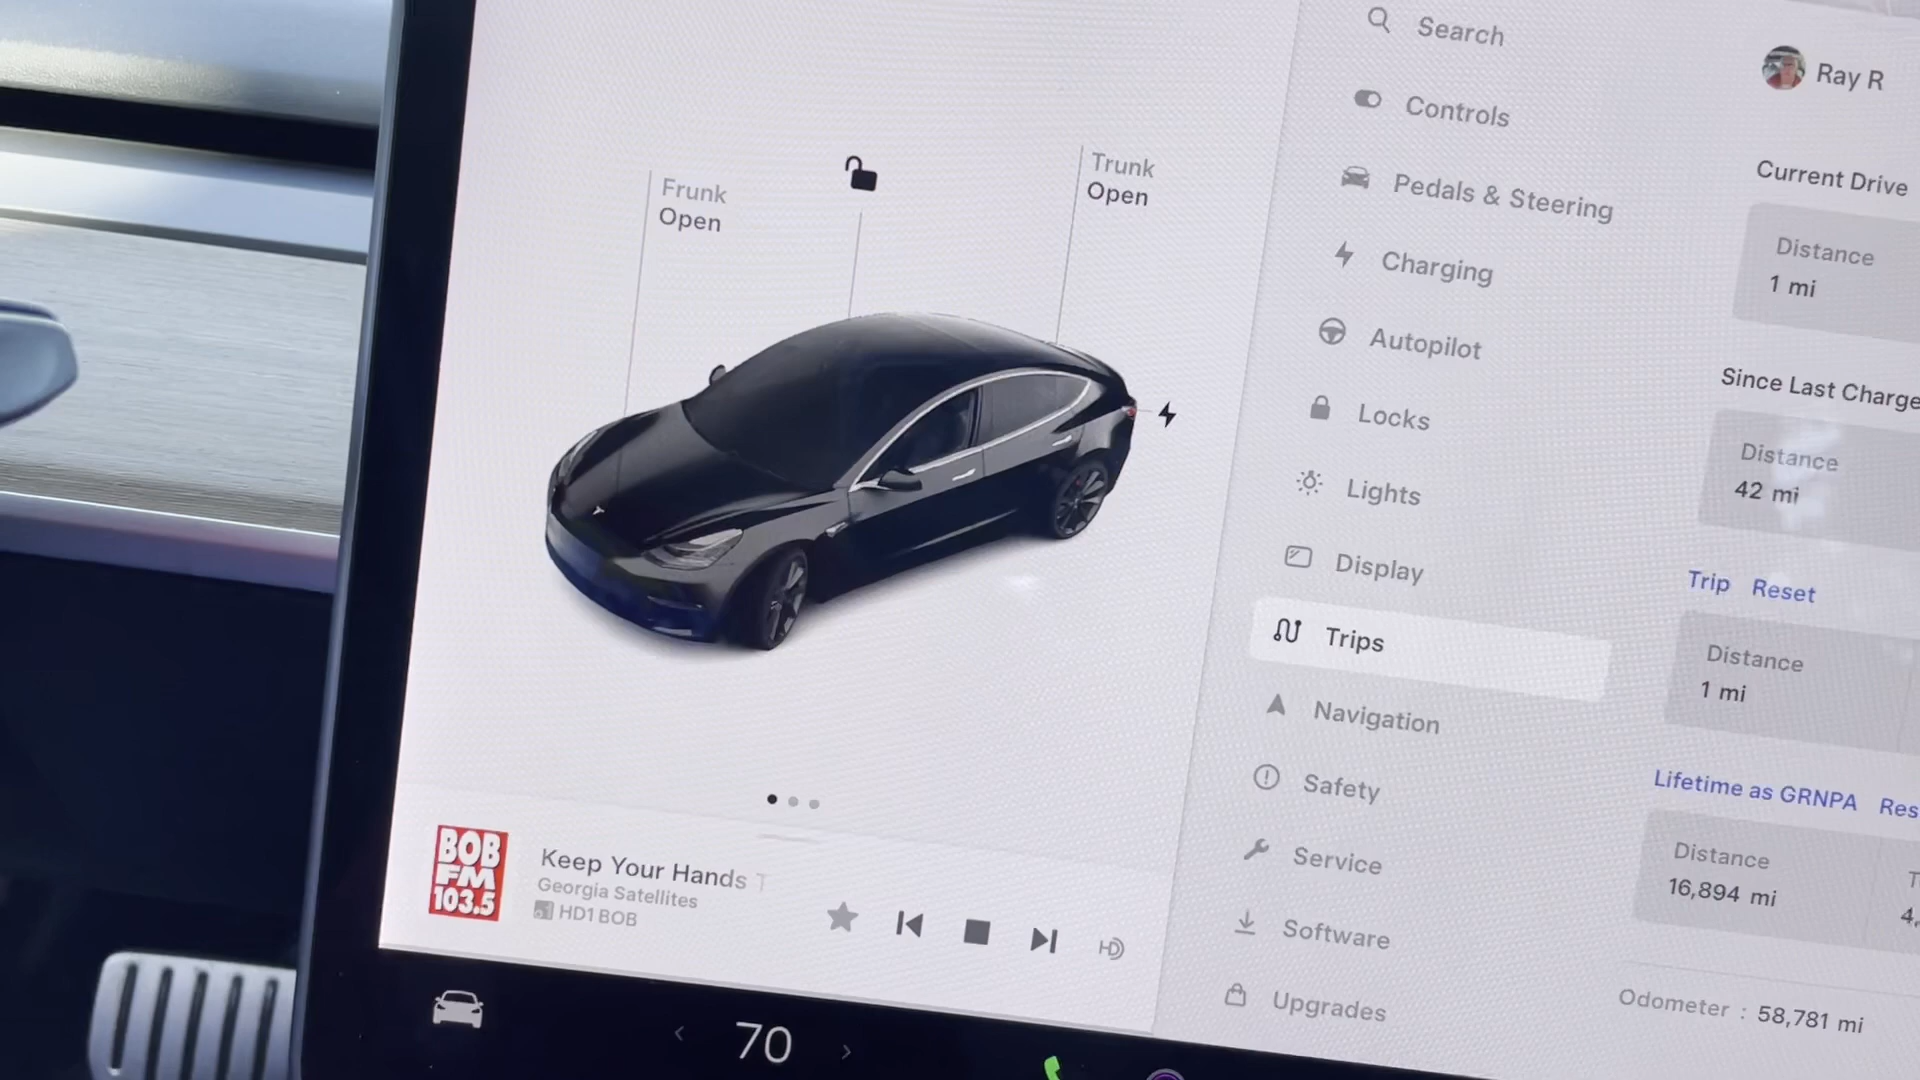 Frunk
Open
Trunk
Open
BOB
FM
103.5
Keep Your Hands T
Georgia Satellites
HD1 BOB
HD
70
Search
Controls
Pedals & Steering
Charging
Autopilot
Locks
Lights
Display
Trips
Navigation
Safety
Service
Software
Upgrades
Ray R
Current Drive
Distance
1 mi
Since Last Charge
Distance
42 mi
Trip Reset
Distance
1 mi
Lifetime as GRNPA Res
Distance
16,894 mi
T
4,
Odometer : 58,781 mi